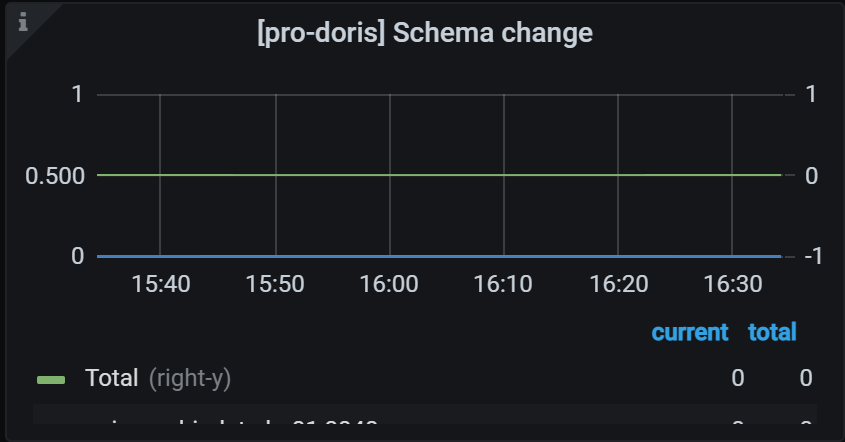 i
[pro-doris] Schema change
1 1
0.500 0
0 -1
15:40 15:50 16:00 16:10 16:20 16:30
current total
Total (right-y) 0 0